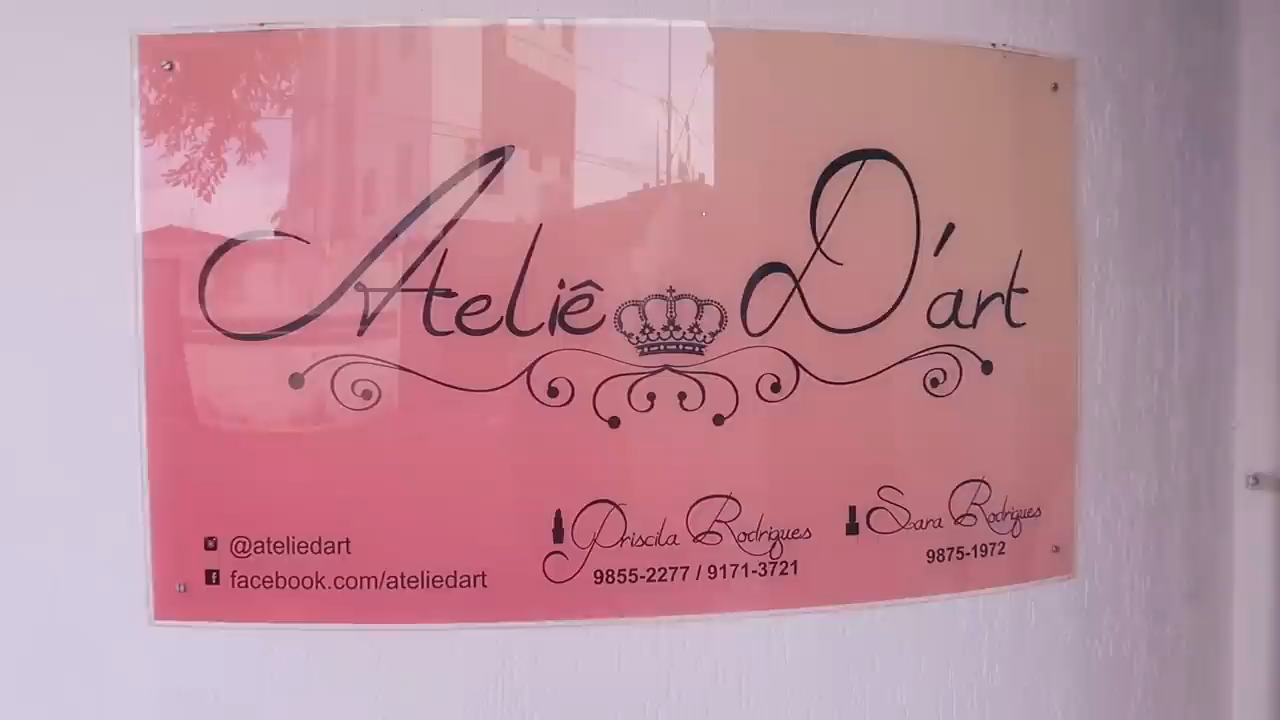 Ateliê D'art
@ateliedart
facebook.com/ateliedart
Priscila Rodrigues
9855-2277 / 9171-3721
Sara Rodrigues
9875-1972